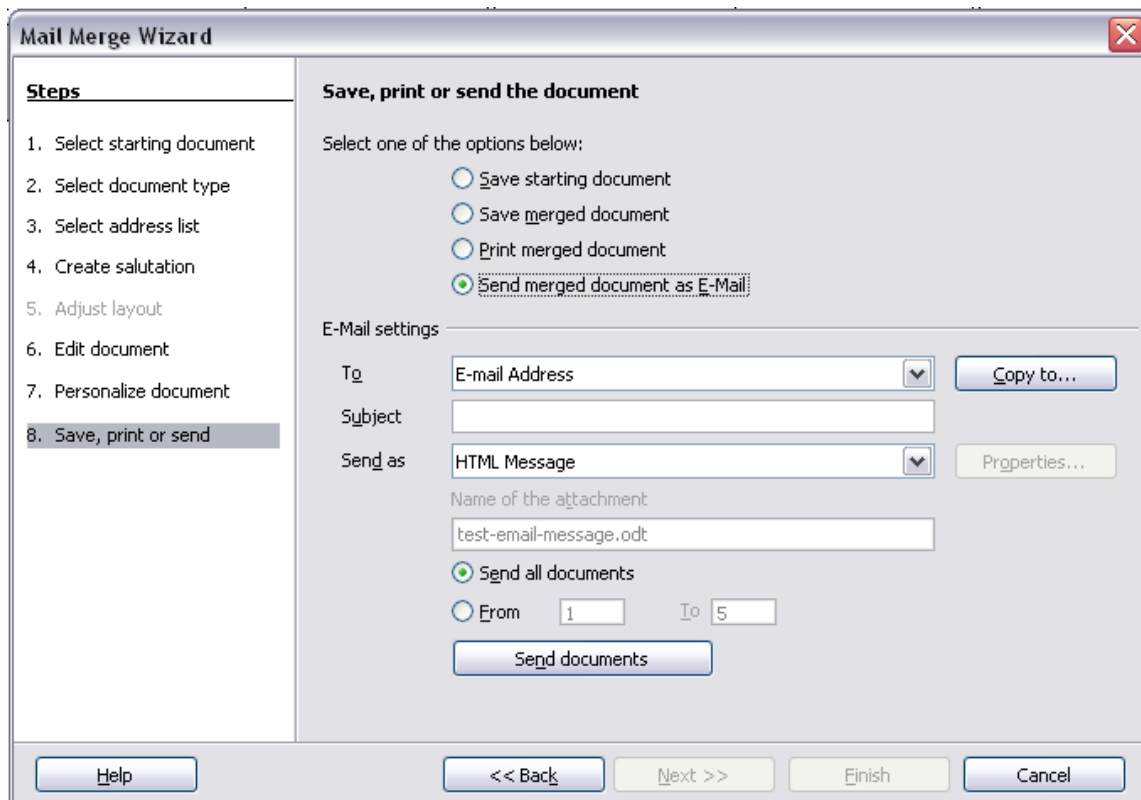 Mail Merge Wizard
Steps
1. Select starting document
2. Select document type
3. Select address list
4. Create salutation
5. Adjust layout
6. Edit document
7. Personalize document
8. Save, print or send
Save, print or send the document
Select one of the options below:
Save starting document
Save merged document
Print merged document
Send merged document as E-Mail
E-Mail settings
To E-mail Address Copy to...
Subject
Send as HTML Message Properties...
Name of the attachment
test-email-message.odt
Send all documents
From 1 To 5
Send documents
Help << Back Next >> Finish Cancel